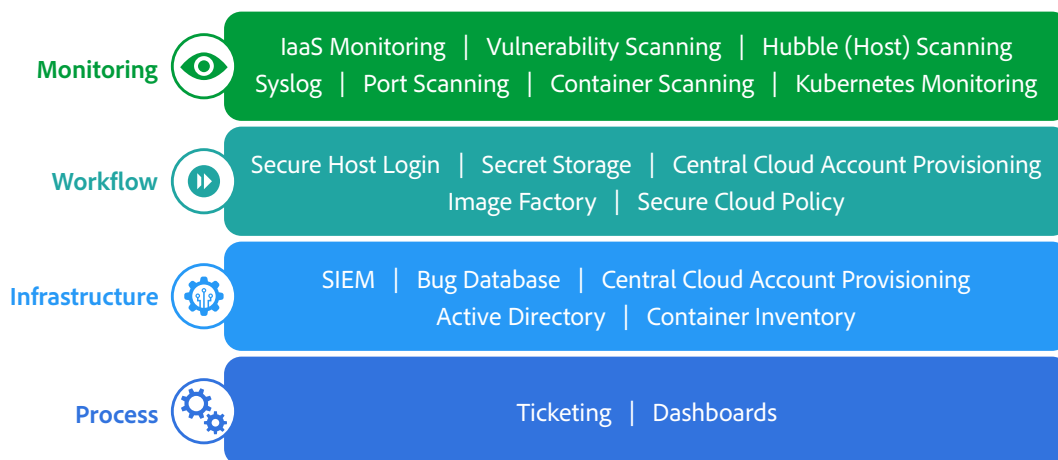 Monitoring
IaaS Monitoring | Vulnerability Scanning | Hubble (Host) Scanning
Syslog | Port Scanning | Container Scanning | Kubernetes Monitoring
Workflow
Secure Host Login | Secret Storage | Central Cloud Account Provisioning
Image Factory | Secure Cloud Policy
Infrastructure
SIEM | Bug Database | Central Cloud Account Provisioning
Active Directory | Container Inventory
Process
Ticketing | Dashboards